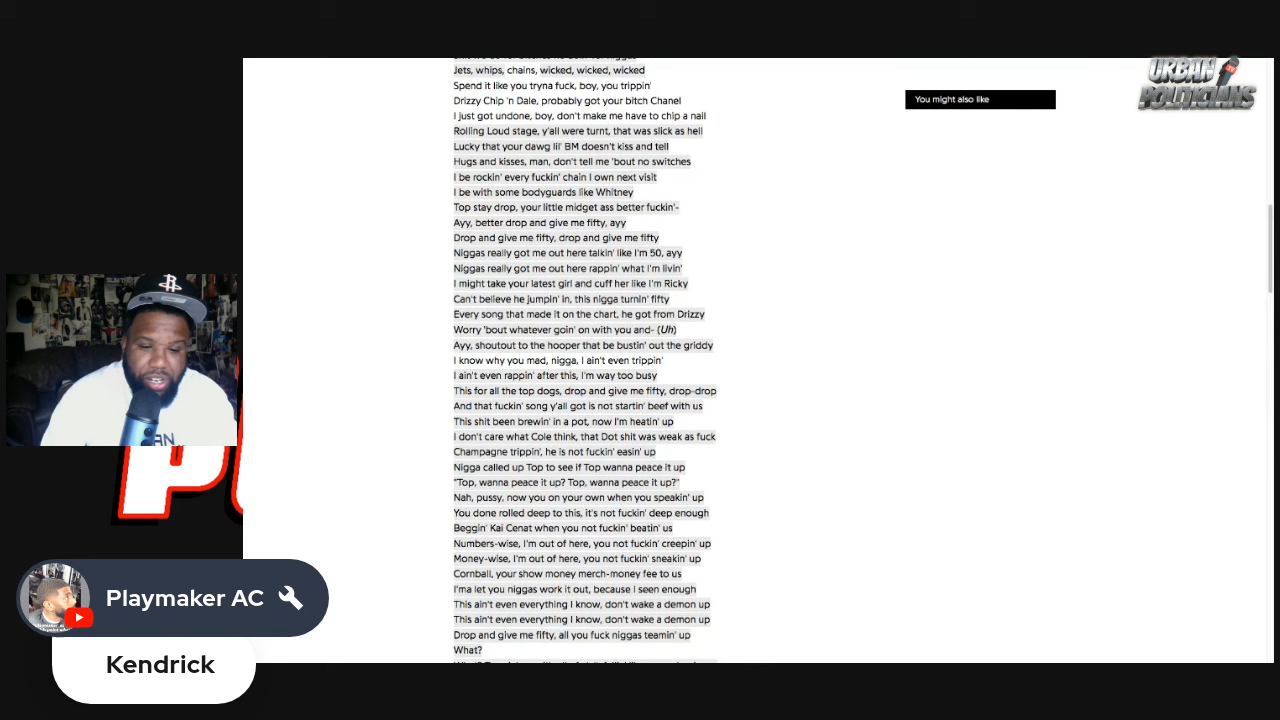 Jets, whips, chains, wicked, wicked, wicked
Spend it like you tryna fuck, boy, you trippin'
Drizzy Chip 'n Dale, probably got your bitch Chanel
I just got undone, boy, don't make me have to chip a nail
Rolling Loud stage, y'all were turnt, that was slick as hell
Lucky that your dawg lil' BM doesn't kiss and tell
Hugs and kisses, man, don't tell me 'bout no switches
I be rockin' every fuckin' chain I own next visit
I be with some bodyguards like Whitney
Top stay drop, your little midget ass better fuckin'-
Ayy, better drop and give me fifty, ayy
Drop and give me fifty, drop and give me fifty
Niggas really got me out here talkin' like I'm 50, ayy
Niggas really got me out here rappin' what I'm livin'
I might take your latest girl and cuff her like I'm Ricky
Can't believe he jumpin' in, this nigga turnin' fifty
Every song that made it on the chart, he got from Drizzy
Worry 'bout whatever goin' on with you and- (Uh)
Ayy, shoutout to the hooper that be bustin' out the griddy
I know why you mad, nigga, I ain't even trippin'
I ain't even rappin' after this, I'm way too busy
This for all the top dogs, drop and give me fifty, drop-drop
And that fuckin' song y'all got is not startin' beef with us
This shit been brewin' in a pot, now I'm heatin' up
I don't care what Cole think, that Dot shit was weak as fuck
Champagne trippin', he is not fuckin' easin' up
Nigga called up Top to see if Top wanna peace it up
"Top, wanna peace it up? Top, wanna peace it up?"
Nah, pussy, now you on your own when you speakin' up
You done rolled deep to this, it's not fuckin' deep enough
Beggin' Kai Cenat when you not fuckin' beatin' us
Numbers-wise, I'm out of here, you not fuckin' creepin' up
Money-wise, I'm out of here, you not fuckin' sneakin' up
Cornball, your show money merch-money fee to us
I'ma let you niggas work it out, because I seen enough
This ain't even everything I know, don't wake a demon up
This ain't even everything I know, don't wake a demon up
Drop and give me fifty, all you fuck niggas teamin' up
What?
You might also like
URBAN
POLITICIANS
Playmaker AC
Kendrick